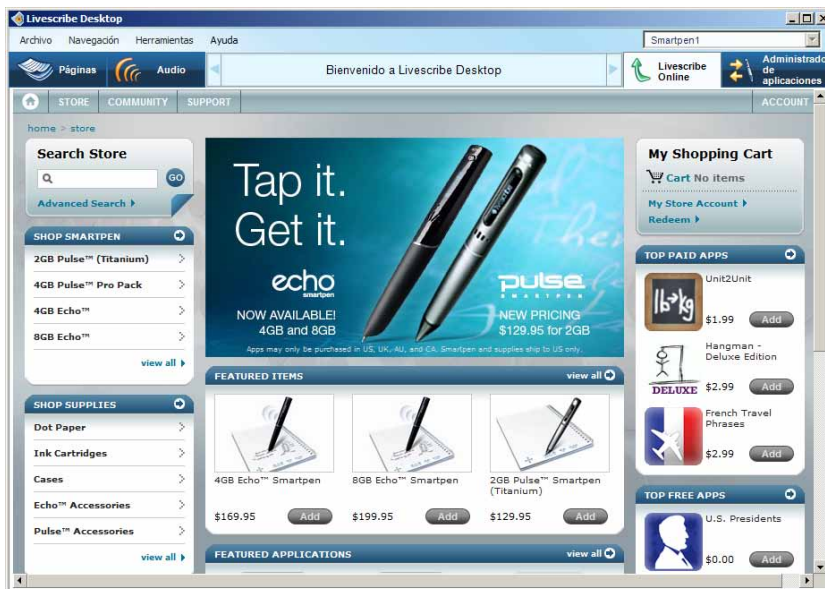 Livescribe Desktop
Archivo Navegación Herramientas Ayuda
Smartpen1
Páginas
Audio
Bienvenido a Livescribe Desktop
Livescribe
Online
Administrado
de
aplicaciones
STORE COMMUNITY SUPPORT
ACCOUNT
home > store
Search Store
GO
Advanced Search
SHOP SMARTPEN
2GB Pulse™ (Titanium)
4GB Pulse™ Pro Pack
4GB Echo™
8GB Echo™
view all
SHOP SUPPLIES
Dot Paper
Ink Cartridges
Cases
Echo™ Accessories
Pulse™ Accessories
view all
Tap it.
Get it.
echo
smartpen
NOW AVAILABLE!
4GB and 8GB
pulse
SMARTPEN
NEW PRICING
$129.95 for 2GB
Apps may only be purchased in US, UK, AU, and CA. Smartpen and supplies ship to US only.
FEATURED ITEMS
view all
4GB Echo™ Smartpen
$169.95
Add
8GB Echo™ Smartpen
$199.95
Add
2GB Pulse™ Smartpen
(Titanium)
$129.95
Add
FEATURED APPLICATIONS
view all
My Shopping Cart
Cart No items
My Store Account
Redeem
TOP PAID APPS
lb kg
Unit2Unit
$1.99
Add
DELUXE
Hangman -
Deluxe Edition
$2.99
Add
French Travel
Phrases
$2.99
Add
TOP FREE APPS
U.S. Presidents
$0.00
Add